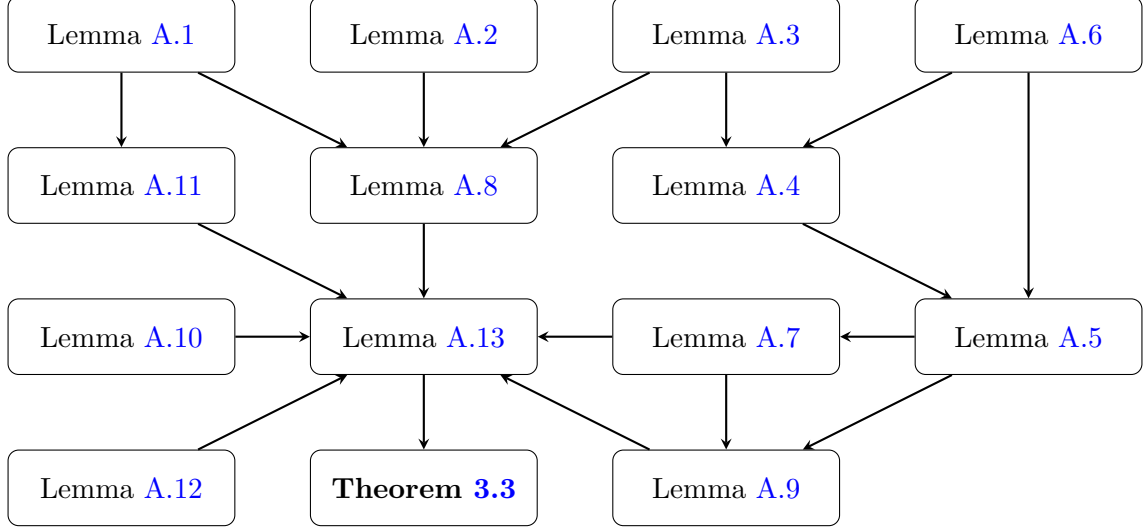 Lemma A.1
Lemma A.2
Lemma A.3
Lemma A.6
Lemma A.11
Lemma A.8
Lemma A.4
Lemma A.10
Lemma A.13
Lemma A.7
Lemma A.5
Lemma A.12
Theorem 3.3
Lemma A.9